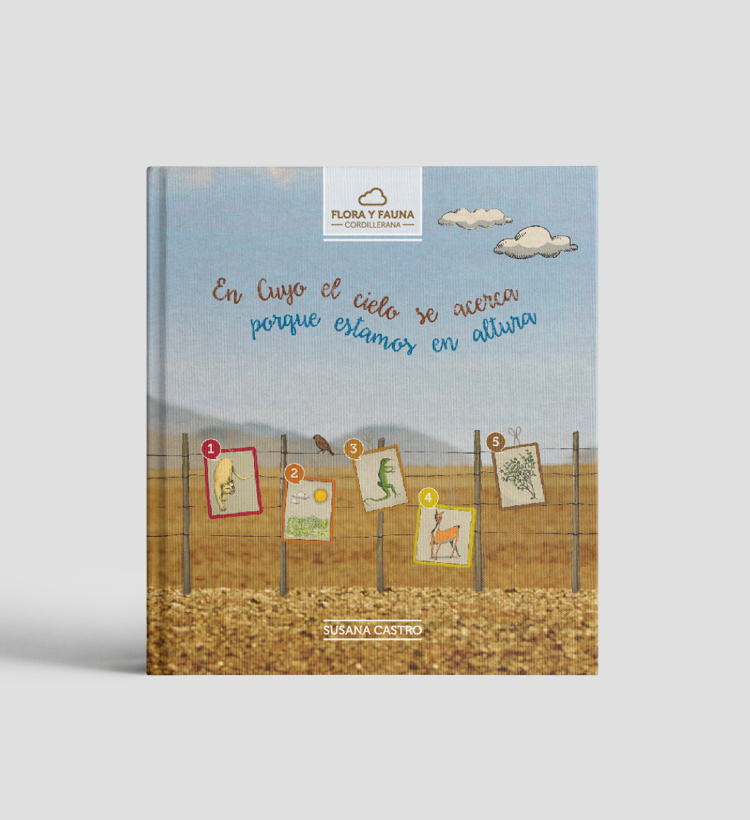 FLORA Y FAUNA
CORDILLERANA
En Cuyo el cielo se acerca
porque estamos en altura
1
2
3
4
5
SUSANA CASTRO